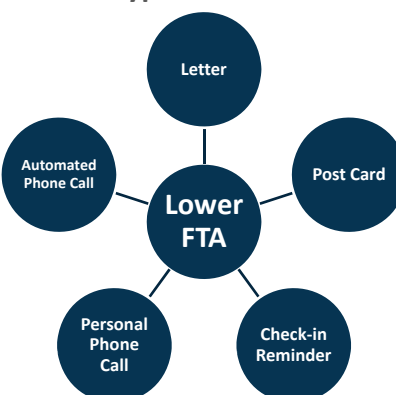 Letter
Automated
Phone Call
Post Card
Lower
FTA
Personal
Phone
Call
Check-in
Reminder